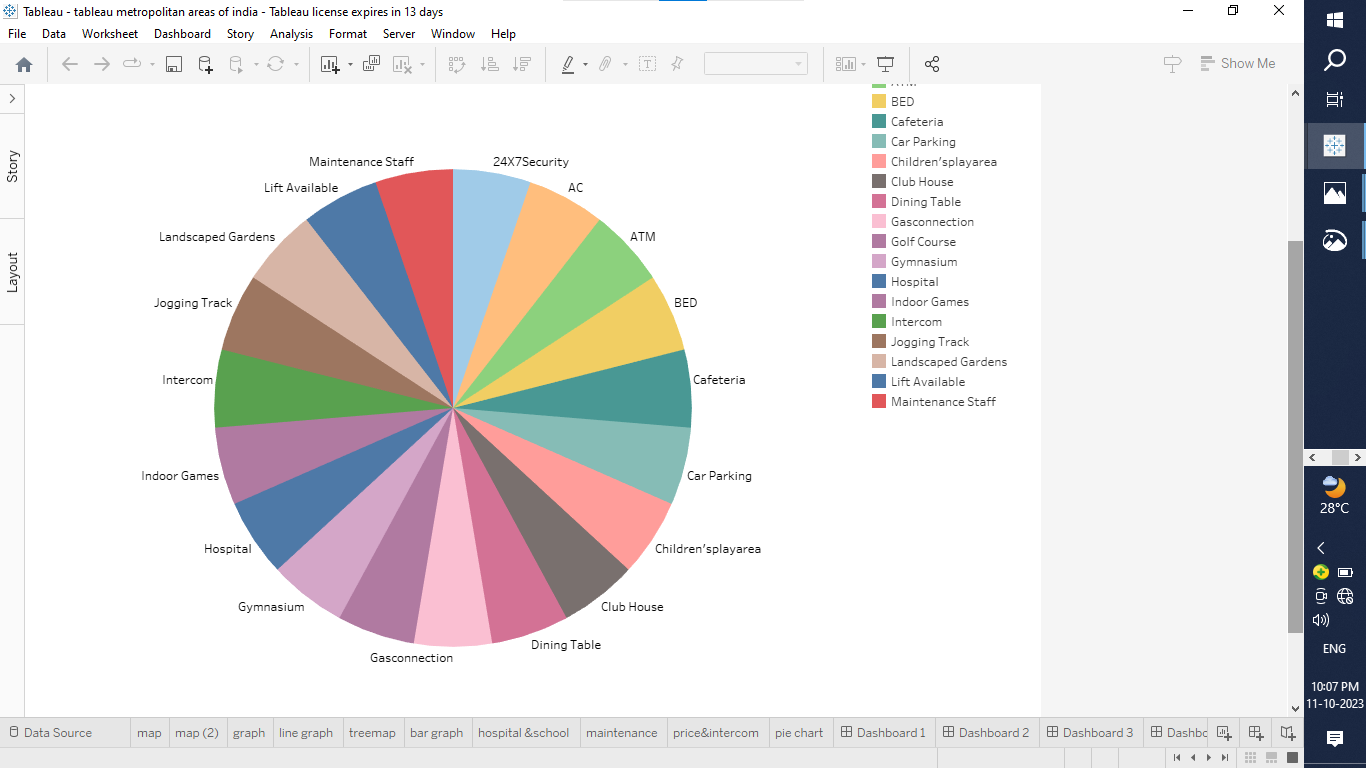 Tableau - tableau metropolitan areas of india - Tableau license expires in 13 days
File Data Worksheet Dashboard Story Analysis Format Server Window Help
Show Me
Story
Layout
Maintenance Staff
24X7Security
Lift Available
AC
Landscaped Gardens
ATM
Jogging Track
BED
Intercom
Cafeteria
Indoor Games
Car Parking
Hospital
Children'splayarea
Gymnasium
Club House
Dining Table
Gasconnection
BED
Cafeteria
Car Parking
Children'splayarea
Club House
Dining Table
Gasconnection
Golf Course
Gymnasium
Hospital
Indoor Games
Intercom
Jogging Track
Landscaped Gardens
Lift Available
Maintenance Staff
Data Source map map (2) graph line graph treemap bar graph hospital &school maintenance price&intercom pie chart Dashboard 1 Dashboard 2 Dashboard 3 Dashbo
28°C
ENG
10:07 PM
11-10-2023